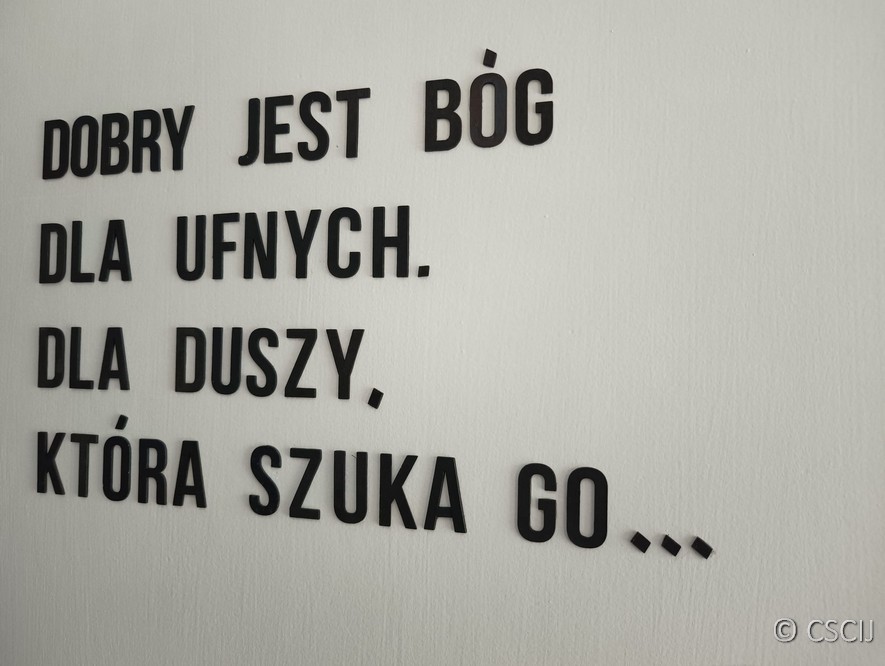 DOBRY JEST BÓG
DLA UFNYCH.
DLA DUSZY,
KTÓRA SZUKA GO...
© CSCIJ